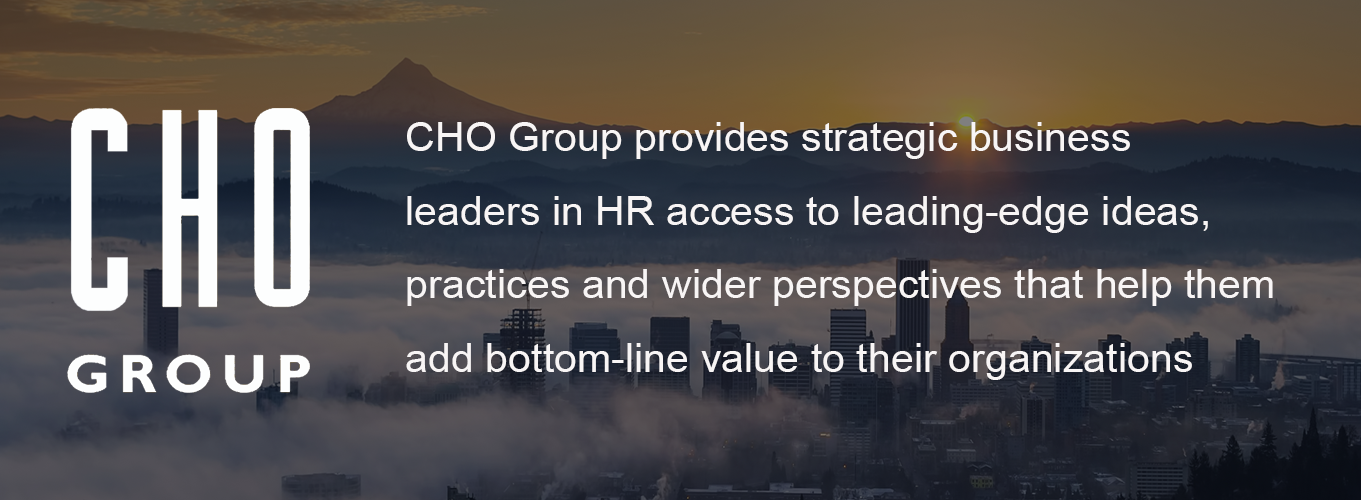 CHO
GROUP
CHO Group provides strategic business
leaders in HR access to leading-edge ideas,
practices and wider perspectives that help them
add bottom-line value to their organizations